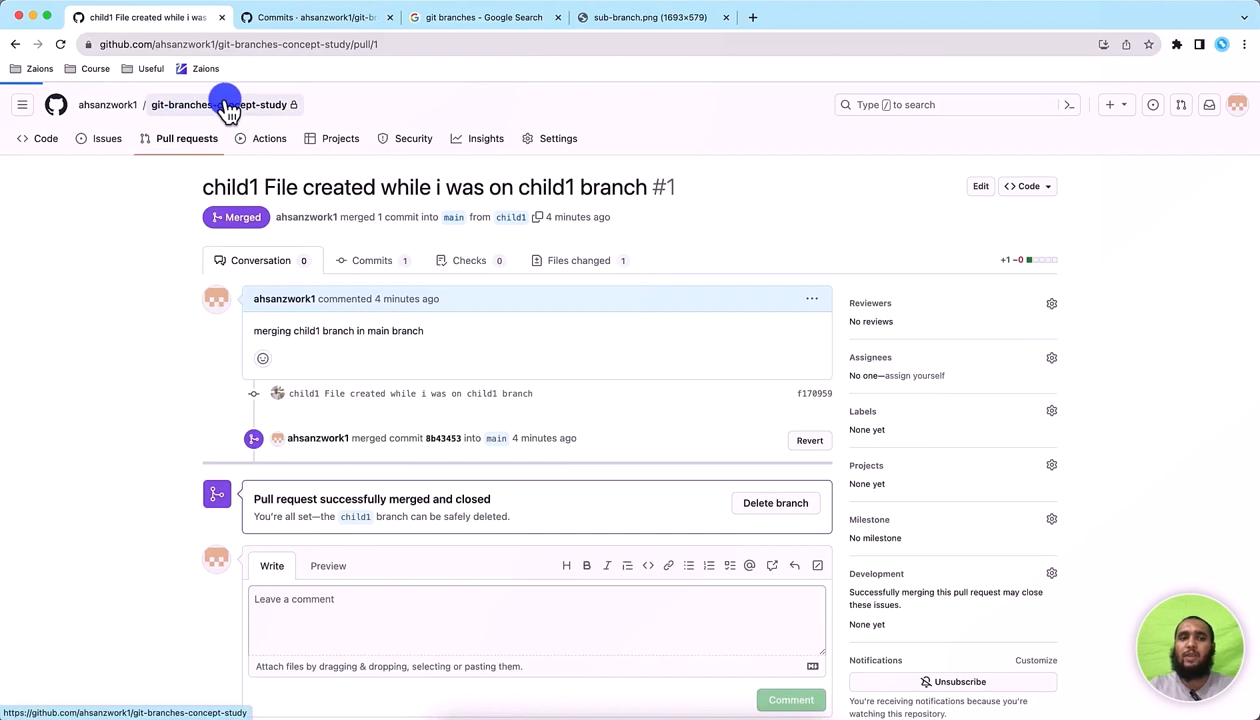 child1 File created while i was
Commits - ahsanzwork1/git-br
git branches - Google Search
sub-branch.png (1693×579)
github.com/ahsanzwork1/git-branches-concept-study/pull/1
Zaions
Course
Useful
Zaions
ahsanzwork1 / git-branches-concept-study
Type / to search
Code
Issues
Pull requests
Actions
Projects
Security
Insights
Settings
child1 File created while i was on child1 branch #1
Edit
<> Code
Merged
ahsanzwork1 merged 1 commit into main from child1 4 minutes ago
Conversation 0
Commits 1
Checks 0
Files changed 1
+1 −0
ahsanzwork1 commented 4 minutes ago
merging child1 branch in main branch
child1 File created while i was on child1 branch
f170959
ahsanzwork1 merged commit 8b43453 into main 4 minutes ago
Revert
Pull request successfully merged and closed
You're all set—the child1 branch can be safely deleted.
Delete branch
Write
Preview
Leave a comment
Attach files by dragging & dropping, selecting or pasting them.
Comment
Reviewers
No reviews
Assignees
No one—assign yourself
Labels
None yet
Projects
None yet
Milestone
No milestone
Development
Successfully merging this pull request may close
these issues.
None yet
Notifications
Customize
Unsubscribe
You're receiving notifications because you're
watching this repository.
https://github.com/ahsanzwork1/git-branches-concept-study